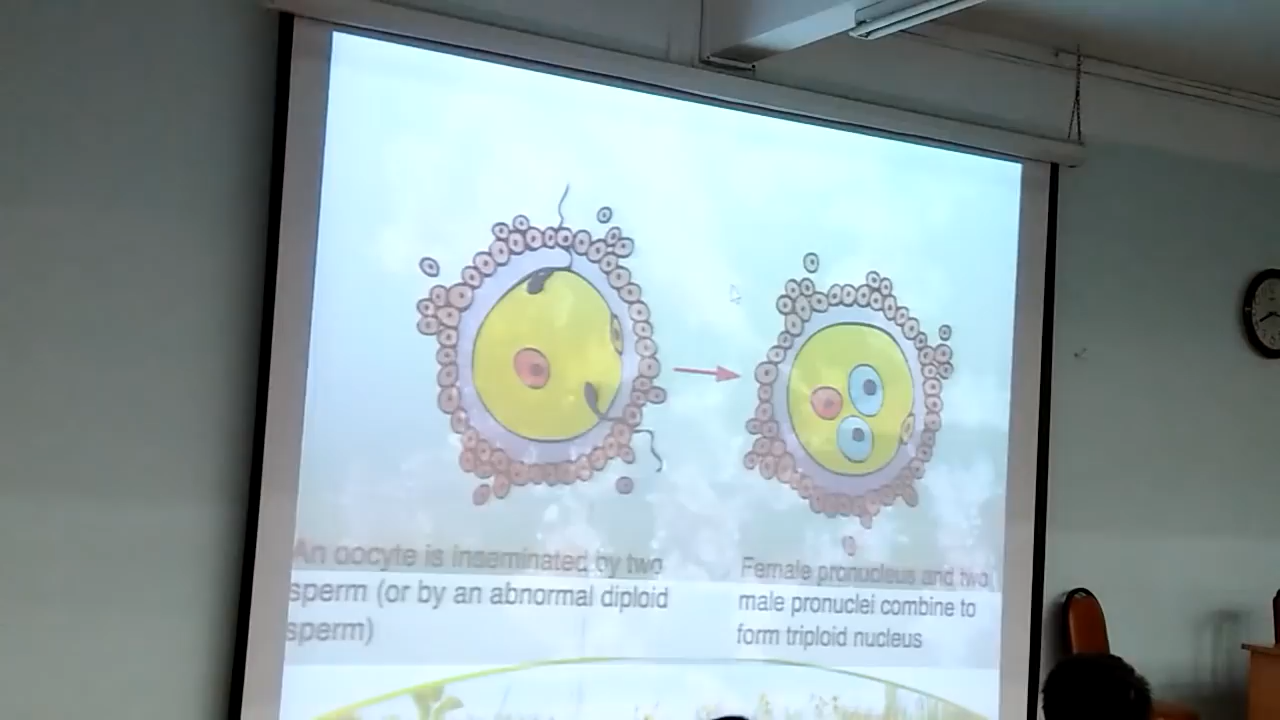 An oocyte is inseminated by two
sperm (or by an abnormal diploid
sperm)
Female pronucleus and two
male pronuclei combine to
form triploid nucleus